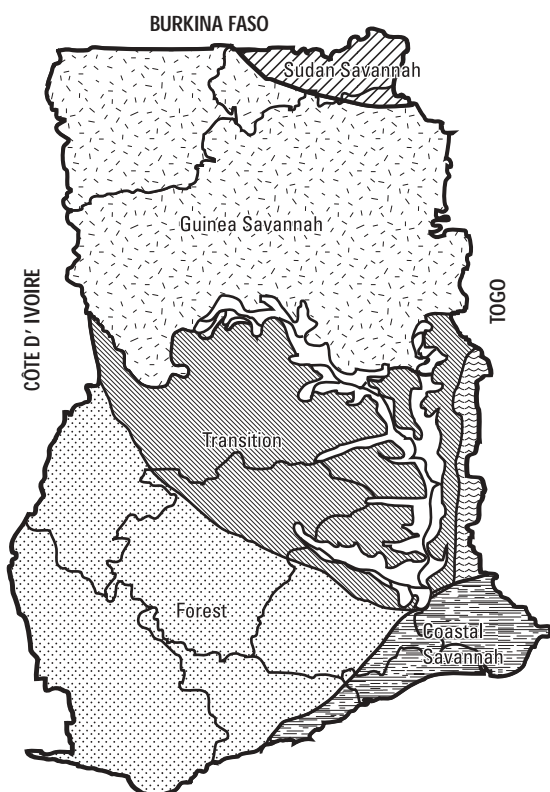 BURKINA FASO
Sudan Savannah
Guinea Savannah
CÔTE D' IVOIRE
TOGO
Transition
Forest
Coastal
Savannah